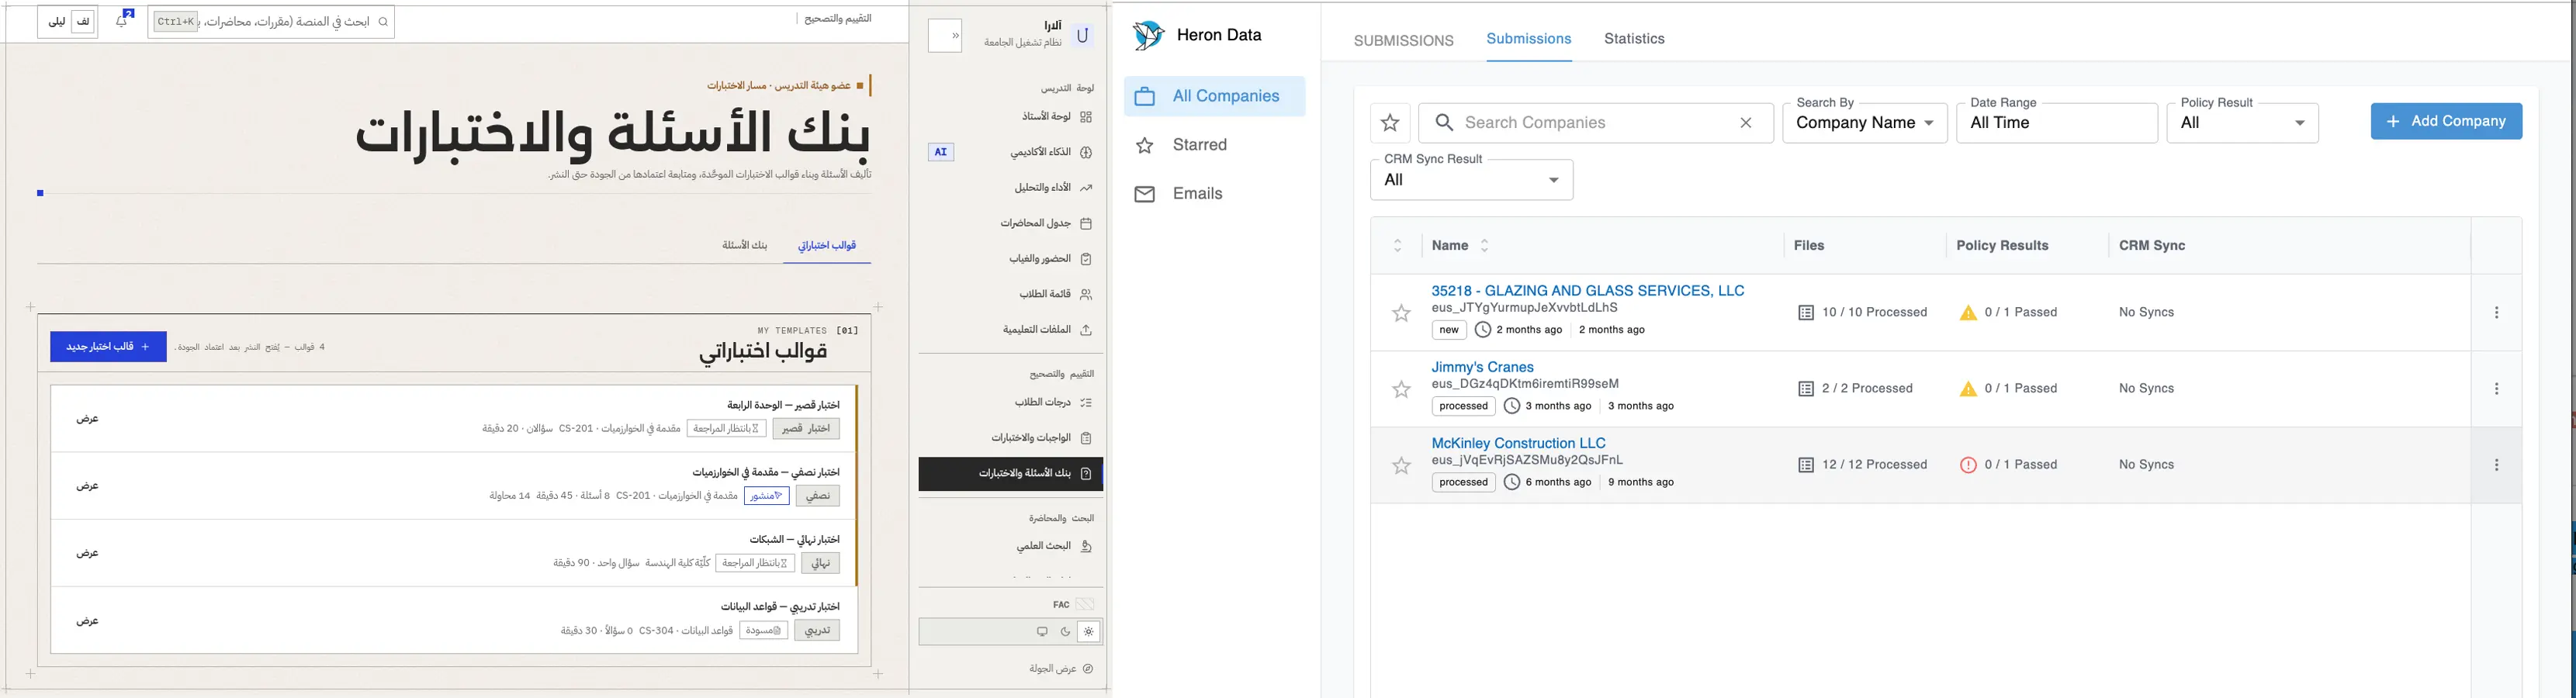 التقييم والتصحيح
ابحث في المنصة (مقررات، محاضرات،
Ctrl+K
2
لف
ليلى
عضو هيئة التدريس · مسار الاختبارات
بنك الأسئلة والاختبارات
تأليف الأسئلة وبناء قوالب الاختبارات الموحّدة، ومتابعة اعتمادها من الجودة حتى النشر.
قوالب اختباراتي
بنك الأسئلة
[01] MY TEMPLATES
قوالب اختباراتي
4 قوالب — يُفتح النشر بعد اعتماد الجودة.
+ قالب اختبار جديد
اختبار قصير — الوحدة الرابعة
اختبار قصير بانتظار المراجعة مقدمة في الخوارزميات · CS-201 سؤالان · 20 دقيقة
عرض
اختبار نصفي — مقدمة في الخوارزميات
نصفي منشور مقدمة في الخوارزميات · CS-201 8 أسئلة · 45 دقيقة 14 محاولة
عرض
اختبار نهائي — الشبكات
نهائي بانتظار المراجعة كلّيّة كلية الهندسة سؤال واحد · 90 دقيقة
عرض
اختبار تدريبي — قواعد البيانات
تدريبي مسودة قواعد البيانات · CS-304 0 سؤالاً · 30 دقيقة
عرض
آلارا
نظام تشغيل الجامعة
لوحة التدريس
لوحة الأستاذ
الذكاء الأكاديمي
AI
الأداء والتحليل
جدول المحاضرات
الحضور والغياب
قائمة الطلاب
الملفات التعليمية
التقييم والتصحيح
درجات الطلاب
الواجبات والاختبارات
بنك الأسئلة والاختبارات
البحث والمحاضرة
البحث العلمي
FAC
عرض الجولة
Heron Data
All Companies
Starred
Emails
SUBMISSIONS
Submissions
Statistics
Search Companies
Search By
Company Name
Date Range
All Time
Policy Result
All
+ Add Company
CRM Sync Result
All
Name
Files
Policy Results
CRM Sync
35218 - GLAZING AND GLASS SERVICES, LLC
eus_JTYgYurmupJeXvvbtLdLhS
new 2 months ago 2 months ago
10 / 10 Processed
0 / 1 Passed
No Syncs
Jimmy's Cranes
eus_DGz4qDKtm6iremtiR99seM
processed 3 months ago 3 months ago
2 / 2 Processed
0 / 1 Passed
No Syncs
McKinley Construction LLC
eus_jVqEvRjSAZSMu8y2QsJFnL
processed 6 months ago 9 months ago
12 / 12 Processed
0 / 1 Passed
No Syncs